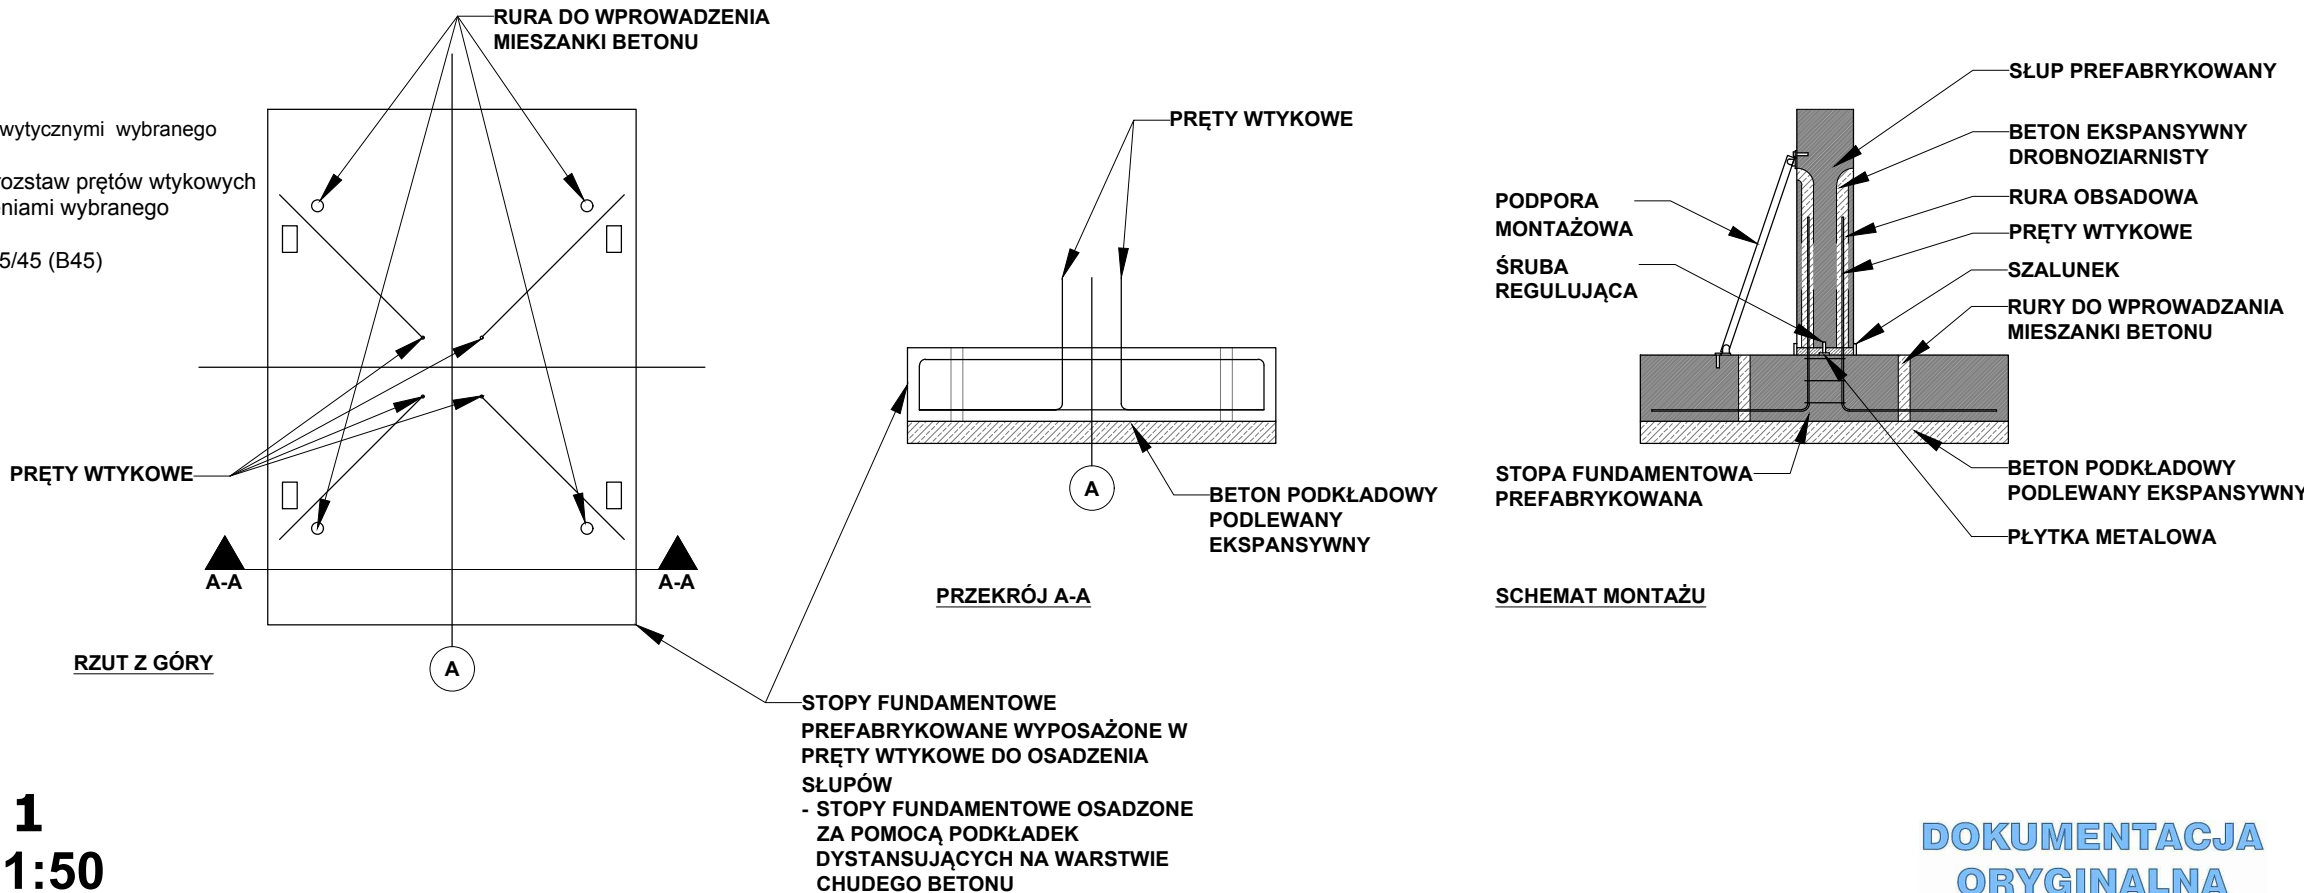 RURA DO WPROWADZENIA
MIESZANKI BETONU
wytycznymi wybranego
rozstaw prętów wtykowych
wybranego
5/45 (B45)
PRĘTY WTYKOWE
A-A
A-A
A
RZUT Z GÓRY
PRĘTY WTYKOWE
A
BETON PODKŁADOWY
PODLEWANY
EKSPANSYWNY
PRZEKRÓJ A-A
STOPY FUNDAMENTOWE
PREFABRYKOWANE WYPOSAŻONE W
PRĘTY WTYKOWE DO OSADZENIA
SŁUPÓW
- STOPY FUNDAMENTOWE OSADZONE
ZA POMOCĄ PODKŁADEK
DYSTANSUJĄCYCH NA WARSTWIE
CHUDEGO BETONU
PODPORA
MONTAŻOWA
ŚRUBA
REGULUJĄCA
STOPA FUNDAMENTOWA
PREFABRYKOWANA
SŁUP PREFABRYKOWANY
BETON EKSPANSYWNY
DROBNOZIARNISTY
RURA OBSADOWA
PRĘTY WTYKOWE
SZALUNEK
RURY DO WPROWADZANIA
MIESZANKI BETONU
BETON PODKŁADOWY
PODLEWANY EKSPANSYWNY
PŁYTKA METALOWA
SCHEMAT MONTAŻU
1
1:50
DOKUMENTACJA
ORYGINALNA